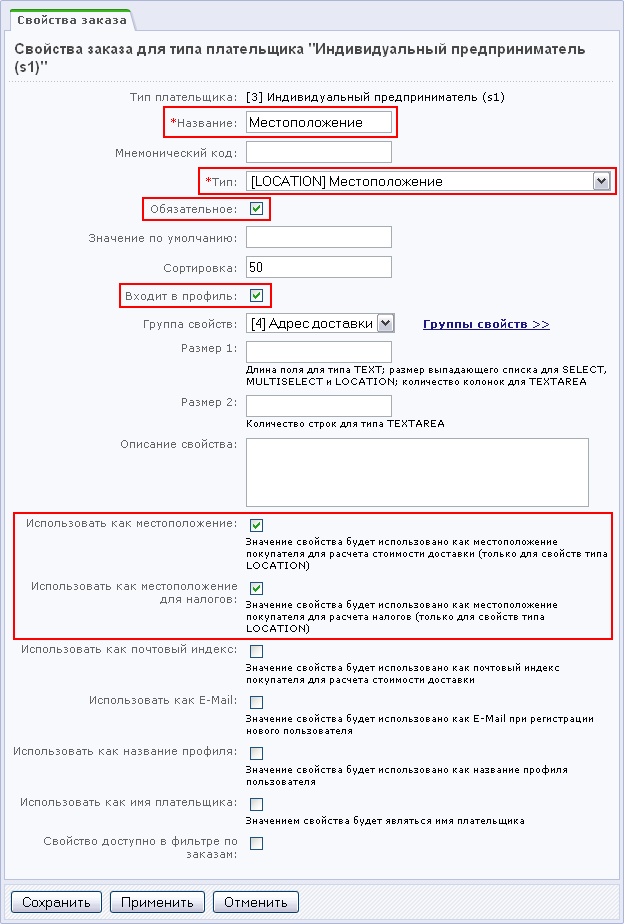 Свойства заказа
Свойства заказа для типа плательщика "Индивидуальный предприниматель
(s1)"
Тип плательщика: [3] Индивидуальный предприниматель (s1)
*Название: Местоположение
Мнемонический код:
*Тип: [LOCATION] Местоположение
Обязательное:
Значение по умолчанию:
Сортировка: 50
Входит в профиль:
Группа свойств: [4] Адрес доставки Группы свойств >>
Размер 1:
Длина поля для типа TEXT; размер выпадающего списка для SELECT,
MULTISELECT и LOCATION; количество колонок для TEXTAREA
Размер 2:
Количество строк для типа TEXTAREA
Описание свойства:
Использовать как местоположение:
Значение свойства будет использовано как местоположение
покупателя для расчета стоимости доставки (только для свойств типа
LOCATION)
Использовать как местоположение
для налогов:
Значение свойства будет использовано как местоположение
покупателя для расчета налогов (только для свойств типа
LOCATION)
Использовать как почтовый индекс:
Значение свойства будет использовано как почтовый индекс
покупателя для расчета стоимости доставки
Использовать как E-Mail:
Значение свойства будет использовано как E-Mail при регистрации
нового пользователя
Использовать как название профиля:
Значение свойства будет использовано как название профиля
пользователя
Использовать как имя плательщика:
Значением свойства будет являться имя плательщика
Свойство доступно в фильтре по
заказам:
Сохранить Применить Отменить